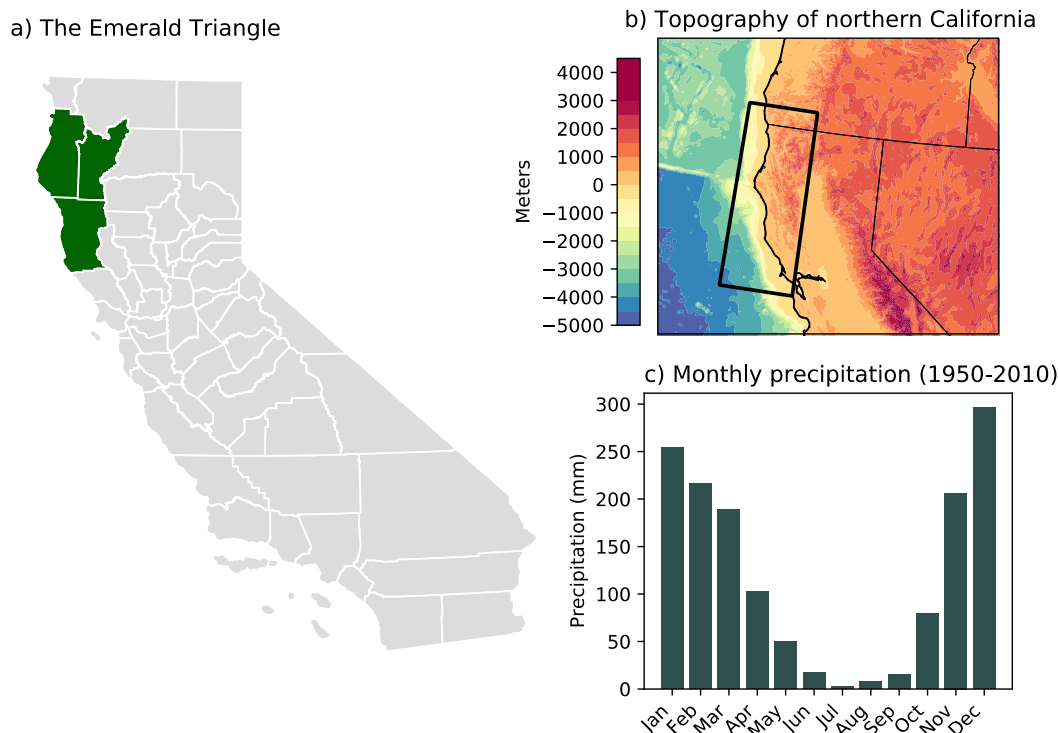 a) The Emerald Triangle
b) Topography of northern California
4000
3000
2000
1000
0
−1000
−2000
−3000
−4000
−5000
Meters
c) Monthly precipitation (1950-2010)
300
250
200
150
100
50
0
Precipitation (mm)
Jan Feb Mar Apr May Jun Jul Aug Sep Oct Nov Dec